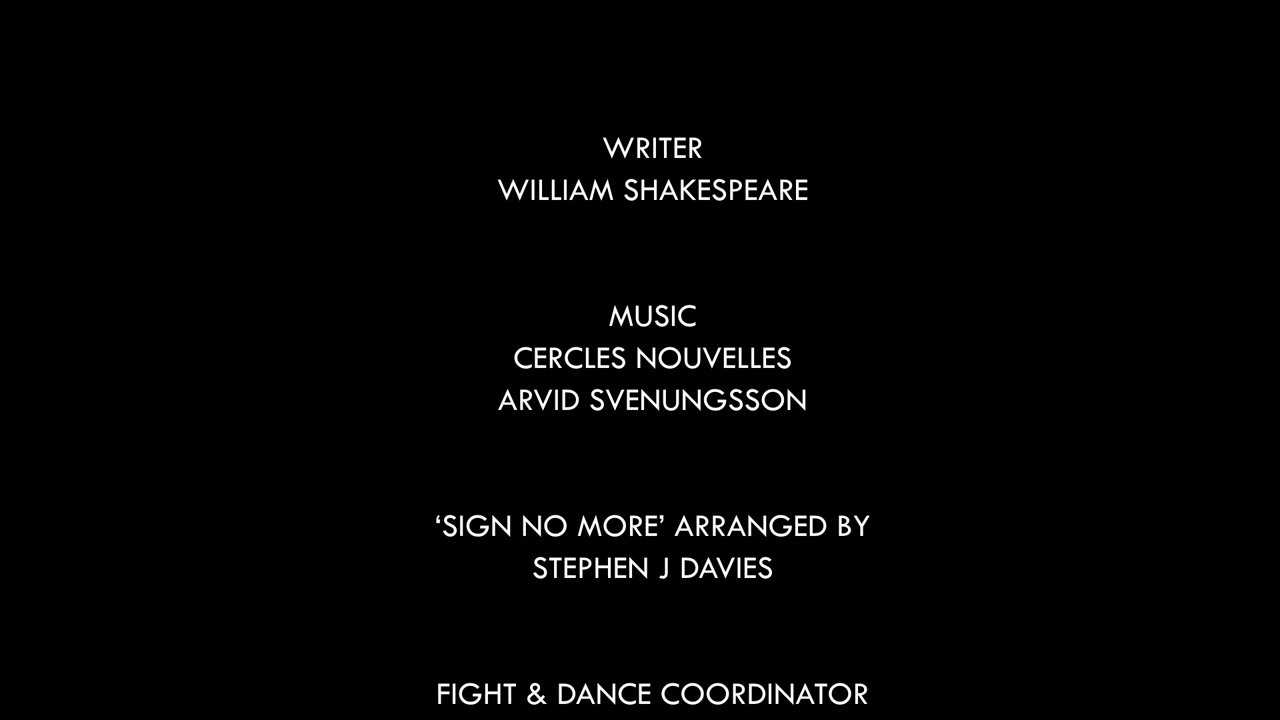 WRITER
WILLIAM SHAKESPEARE
MUSIC
CERCLES NOUVELLES
ARVID SVENUNGSSON
‘SIGN NO MORE’ ARRANGED BY
STEPHEN J DAVIES
FIGHT & DANCE COORDINATOR